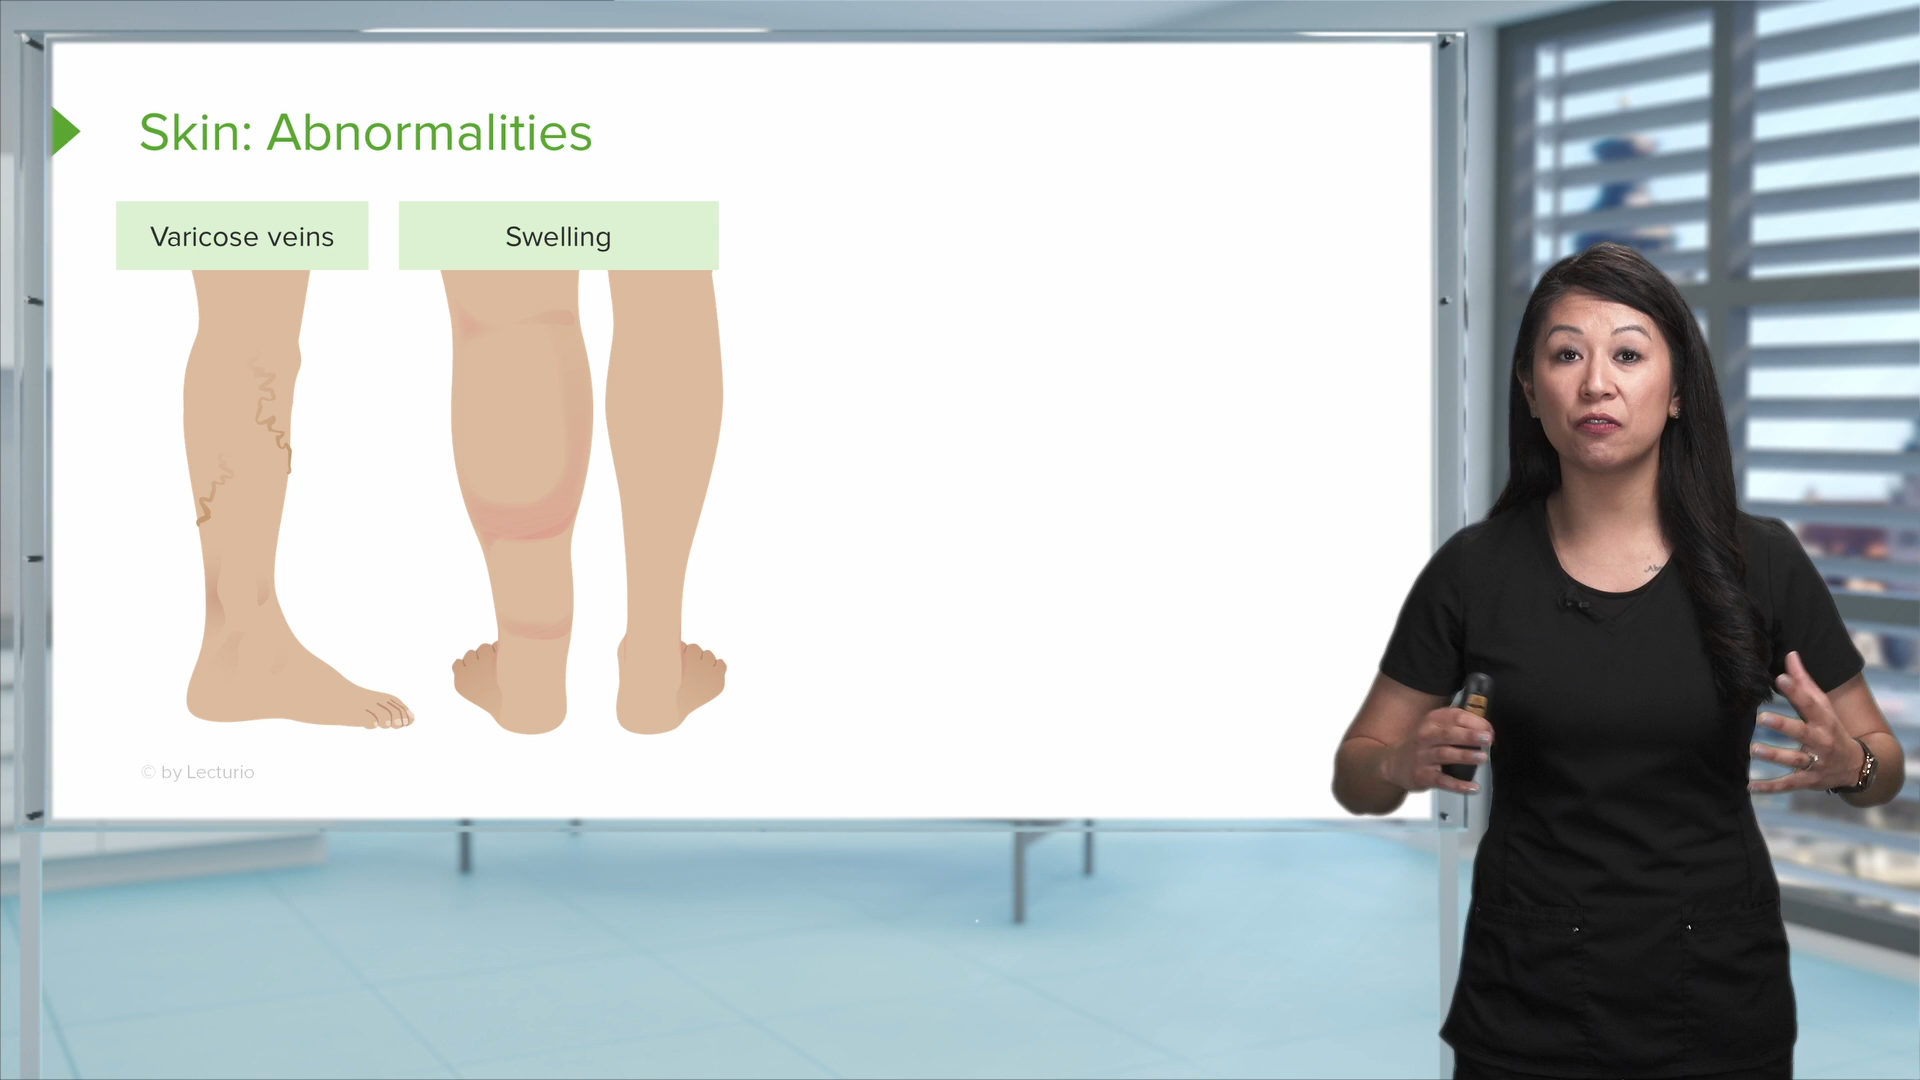 Skin: Abnormalities
Varicose veins
Swelling
© by Lecturio